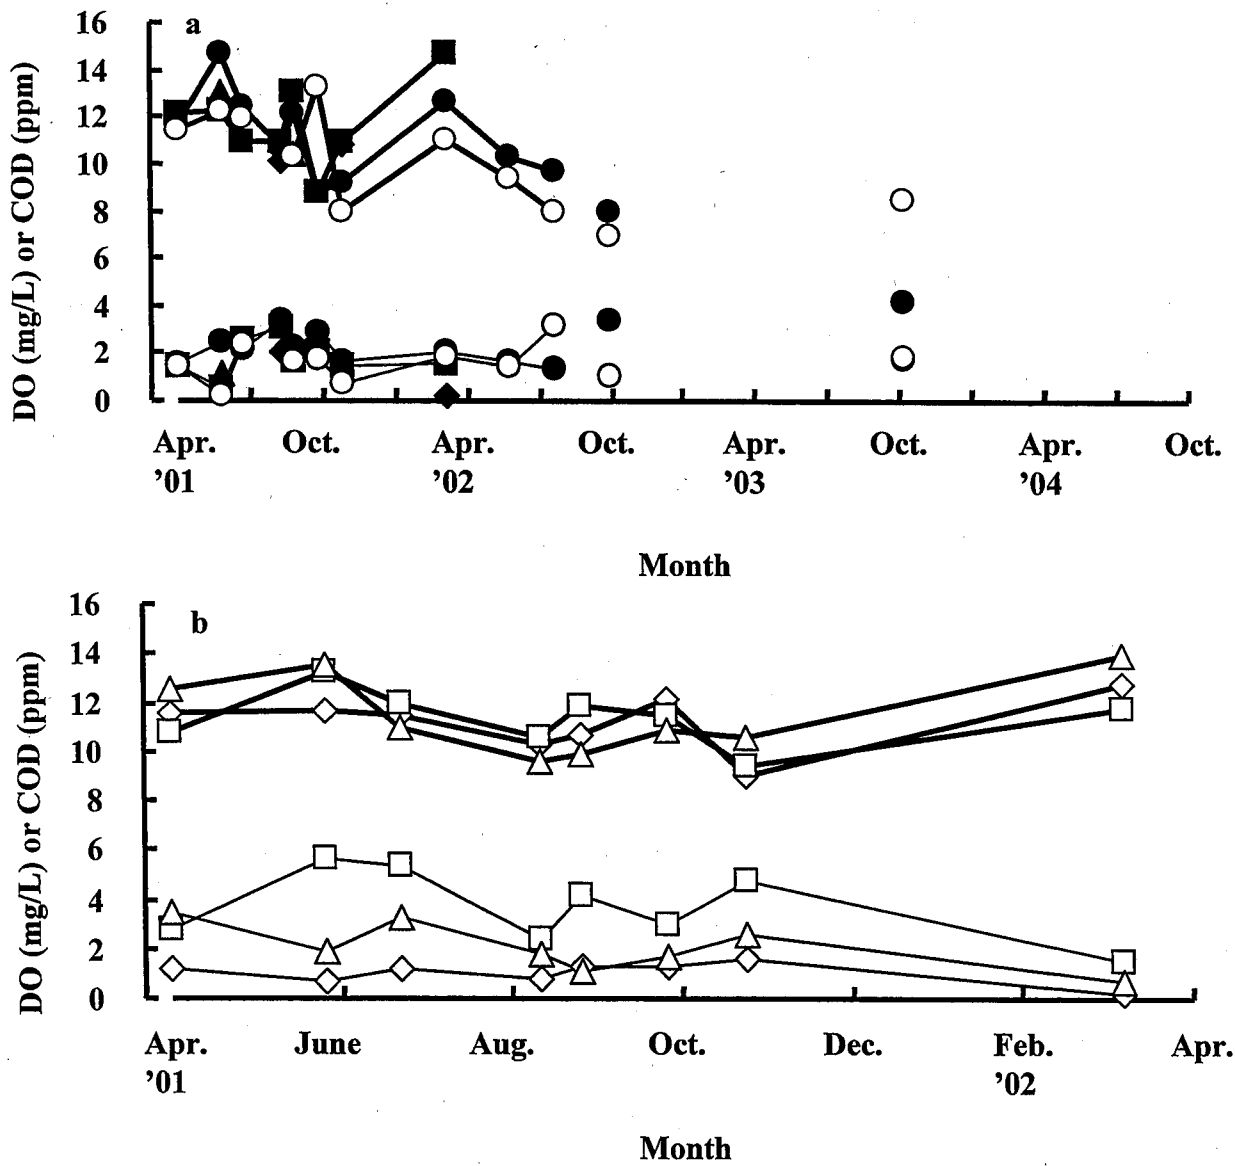 a
16
14
12
10
8
6
4
2
0
DO (mg/L) or COD (ppm)
Apr. Oct. Apr. Oct. Apr. Oct. Apr. Oct.
'01 '02 '03 '04
Month
b
16
14
12
10
8
6
4
2
0
DO (mg/L) or COD (ppm)
Apr. June Aug. Oct. Dec. Feb. Apr.
'01 '02
Month